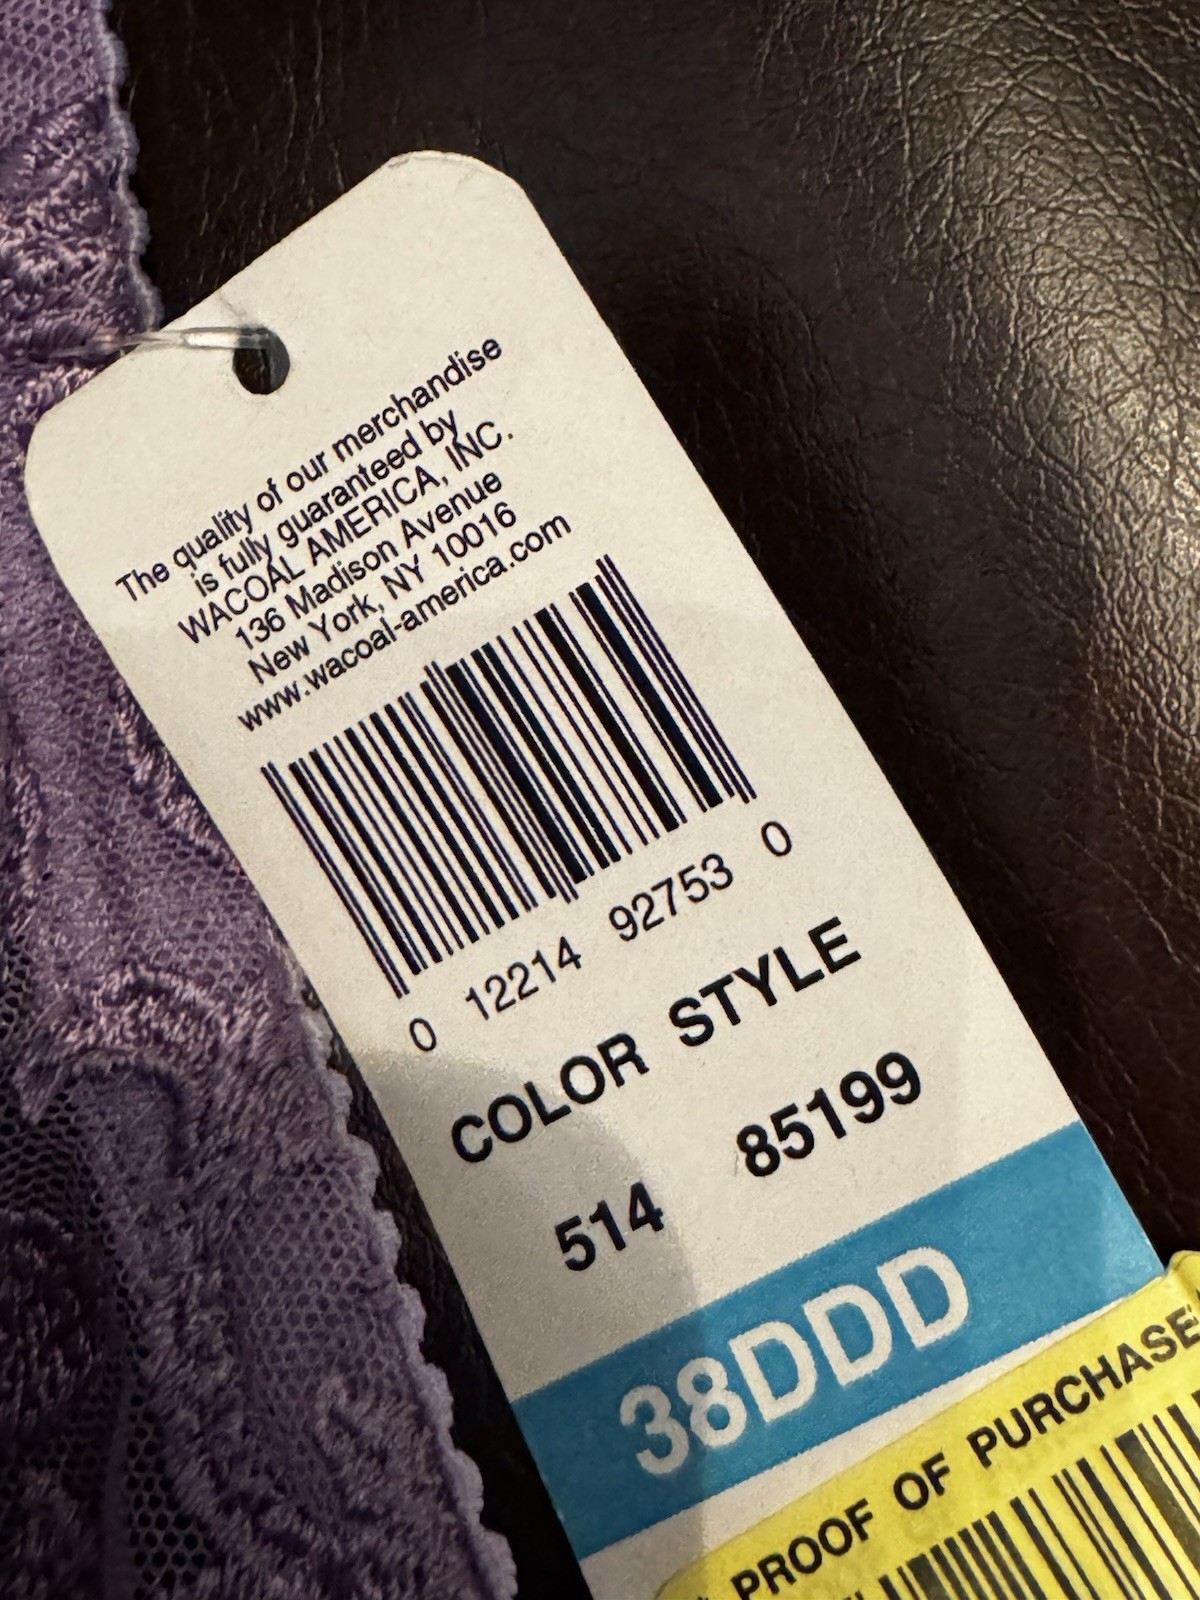 The quality of our merchandise
is fully guaranteed by
WACOAL AMERICA, INC.
136 Madison Avenue
New York, NY 10016
www.wacoal-america.com
0 12214 92753 0
COLOR STYLE
514 85199
38DDD
PROOF OF PURCHASE